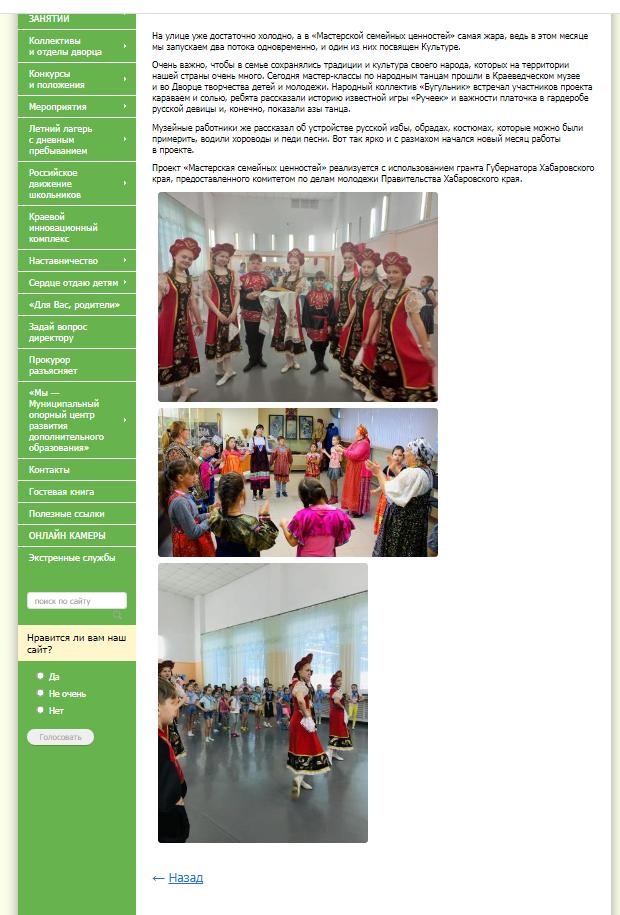 ЗАНЯТИЙ
Коллективы
и отделы дворца
Конкурсы
и положения
Мероприятия
Летний лагерь
с дневным
пребыванием
Российское
движение
школьников
Краевой
инновационный
комплекс
Наставничество
Сердце отдаю детям
«Для Вас, родители»
Задай вопрос
директору
Прокурор
разъясняет
«Мы —
Муниципальный
опорный центр
развития
дополнительного
образования»
Контакты
Гостевая книга
Полезные ссылки
ОНЛАЙН КАМЕРЫ
Экстренные службы
поиск по сайту
Нравится ли вам наш
сайт?
Да
Не очень
Нет
Голосовать
На улице уже достаточно холодно, а в «Мастерской семейных ценностей» самая жара, ведь в этом месяце
мы запускаем два потока одновременно, и один из них посвящен Культуре.
Очень важно, чтобы в семье сохранялись традиции и культура своего народа, которых на территории
нашей страны очень много. Сегодня мастер-классы по народным танцам прошли в Краеведческом музее
и во Дворце творчества детей и молодежи. Народный коллектив «Бугульник» встречал участников проекта
караваем и солью, ребята рассказали историю известной игры «Ручеек» и важности платочка в гардеробе
русской девицы и, конечно, показали азы танца.
Музейные работники же рассказал об устройстве русской избы, обрадах, костюмах, которые можно были
примерить, водили хороводы и педи песни. Вот так ярко и с размахом начался новый месяц работы
в проекте.
Проект «Мастерская семейных ценностей» реализуется с использованием гранта Губернатора Хабаровского
края, предоставленного комитетом по делам молодежи Правительства Хабаровского края.
← Назад